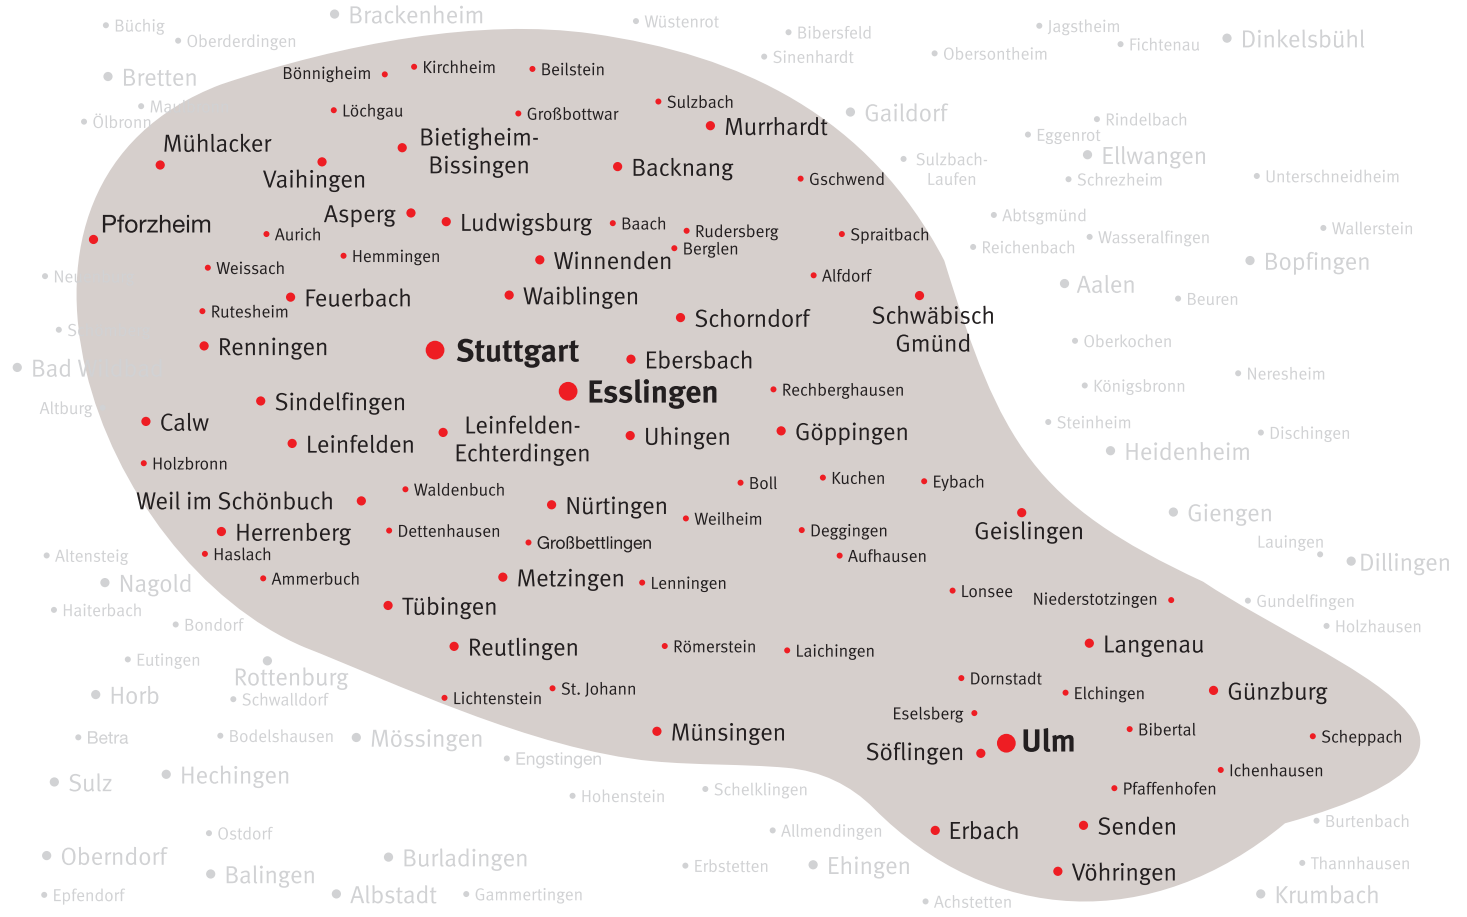 Brackenheim
Büchig
Wüstenrot
Jagstheim
Oberderdingen
Bibersfeld
Dinkelsbühl
Fichtenau
Sinenhardt
Obersontheim
Bretten
Bönnigheim
Kirchheim
Beilstein
Löchgau
Großbottwar
Sulzbach
Gaildorf
Ölbronn
Murrhardt
Rindelbach
Eggenrot
Mühlacker
Bietigheim-
Bissingen
Ellwangen
Sulzbach-
Laufen
Backnang
Vaihingen
Gschwend
Schrezheim
Unterschneidheim
Asperg
Ludwigsburg
Baach
Abtsgmünd
Pforzheim
Aurich
Rudersberg
Spraitbach
Wallerstein
Wasseralfingen
Reichenbach
Berglen
Hemmingen
Winnenden
Bopfingen
Weissach
Alfdorf
Aalen
Feuerbach
Waiblingen
Beuren
Rutesheim
Schorndorf
Schwäbisch
Gmünd
Oberkochen
Renningen
Stuttgart
Ebersbach
Bad
Neresheim
Königsbronn
Esslingen
Rechberghausen
Altburg
Sindelfingen
Calw
Steinheim
Leinfelden-
Echterdingen
Göppingen
Dischingen
Uhingen
Leinfelden
Heidenheim
Holzbronn
Boll
Kuchen
Eybach
Waldenbuch
Weil im Schönbuch
Nürtingen
Giengen
Weilheim
Geislingen
Herrenberg
Dettenhausen
Deggingen
Großbettlingen
Lauingen
Altensteig
Haslach
Aufhausen
Dillingen
Nagold
Ammerbuch
Metzingen
Lenningen
Lonsee
Niederstotzingen
Gundelfingen
Haiterbach
Tübingen
Bondorf
Holzhausen
Reutlingen
Römerstein
Laichingen
Langenau
Eutingen
Rottenburg
Dornstadt
Horb
Schwalldorf
Lichtenstein
St. Johann
Elchingen
Günzburg
Eselsberg
Betra
Bodelshausen
Mössingen
Münsingen
Bibertal
Scheppach
Ulm
Söflingen
Engstingen
Hechingen
Ichenhausen
Sulz
Hohenstein
Schelklingen
Pfaffenhofen
Burtenbach
Ostdorf
Allmendingen
Erbach
Senden
Oberndorf
Burladingen
Erbstetten
Ehingen
Thannhausen
Balingen
Vöhringen
Epfendorf
Albstadt
Gammertingen
Achstetten
Krumbach